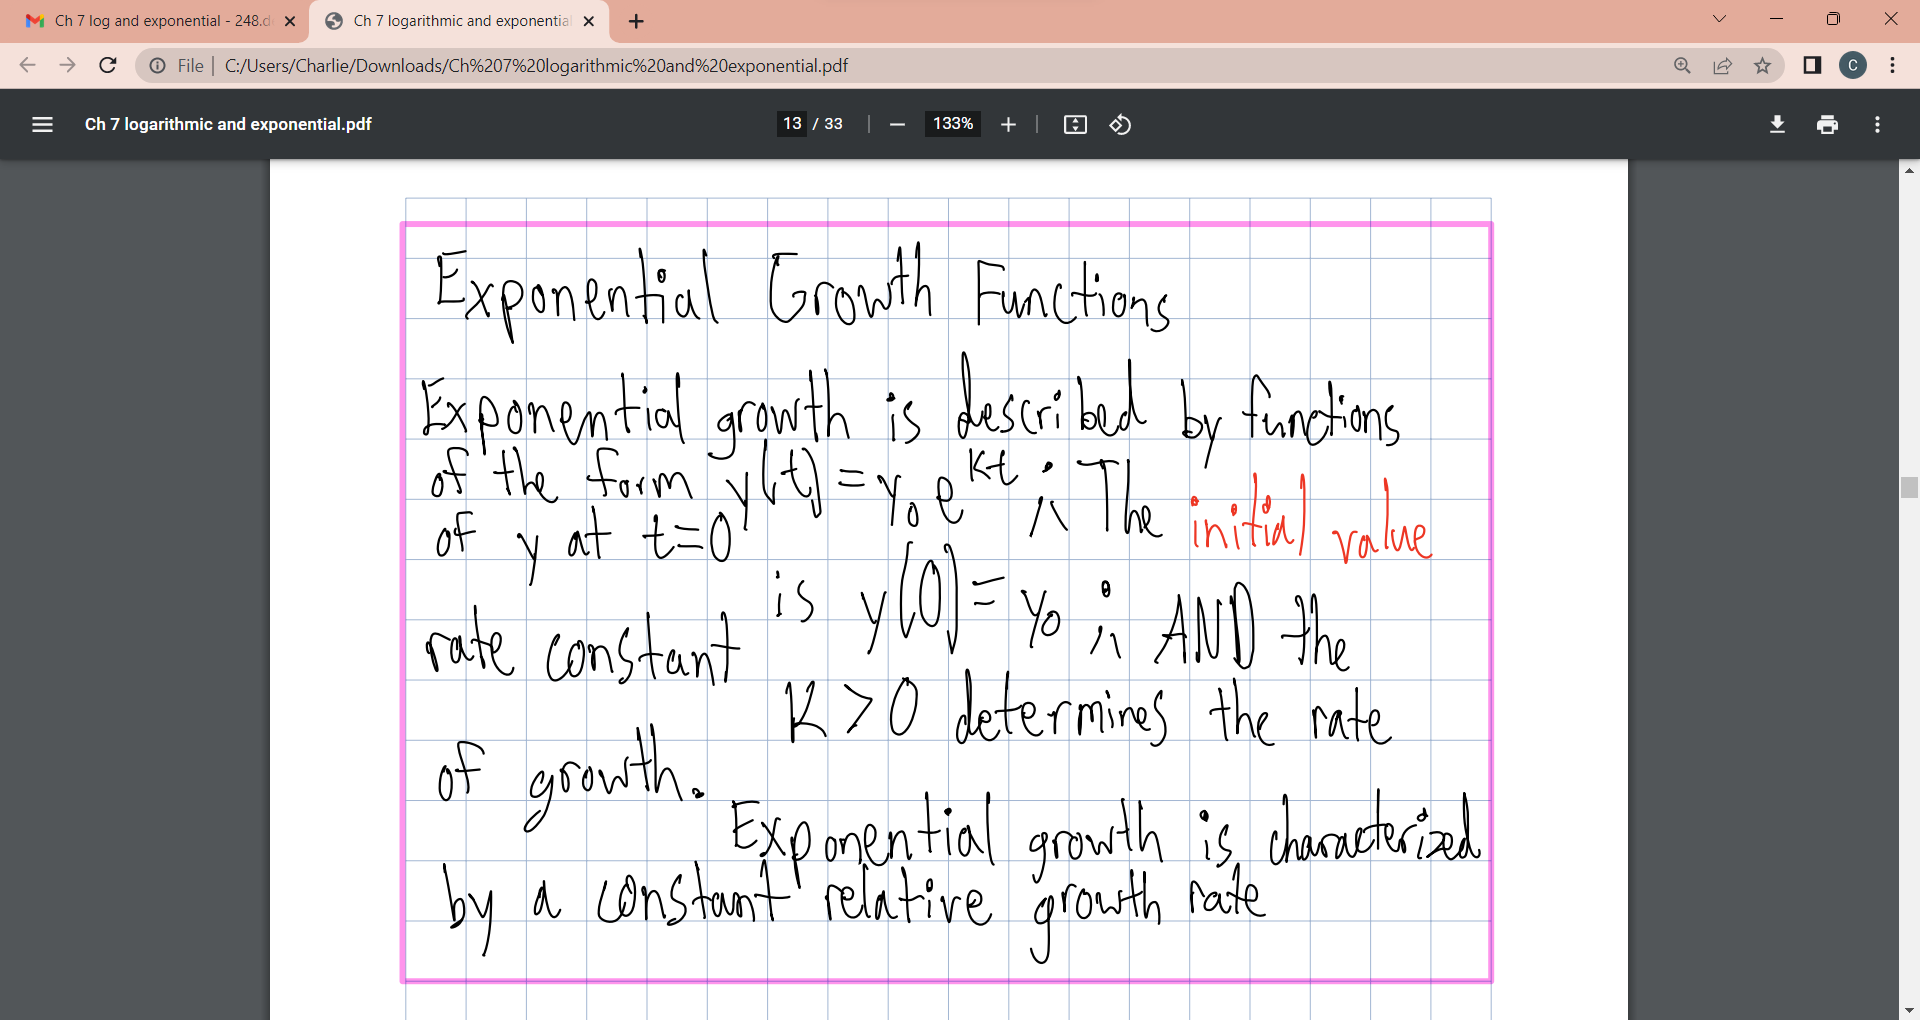 Ch 7 log and exponential - 248.d
Ch 7 logarithmic and exponentia
File
C:/Users/Charlie/Downloads/Ch%207%20logarithmic%20and%20exponential.pdf
C
Ch 7 logarithmic and exponential.pdf
13 / 33
133%
Exponential Growth Functions
Exponential growth is described by functions
of the form y(t) = y₀e^kt ; The initial value
of y at t=0
is y(0) = y₀ ; AND the
rate constant
K > 0 determines the rate
of growth.
Exponential growth is characterized
by a constant relative growth rate